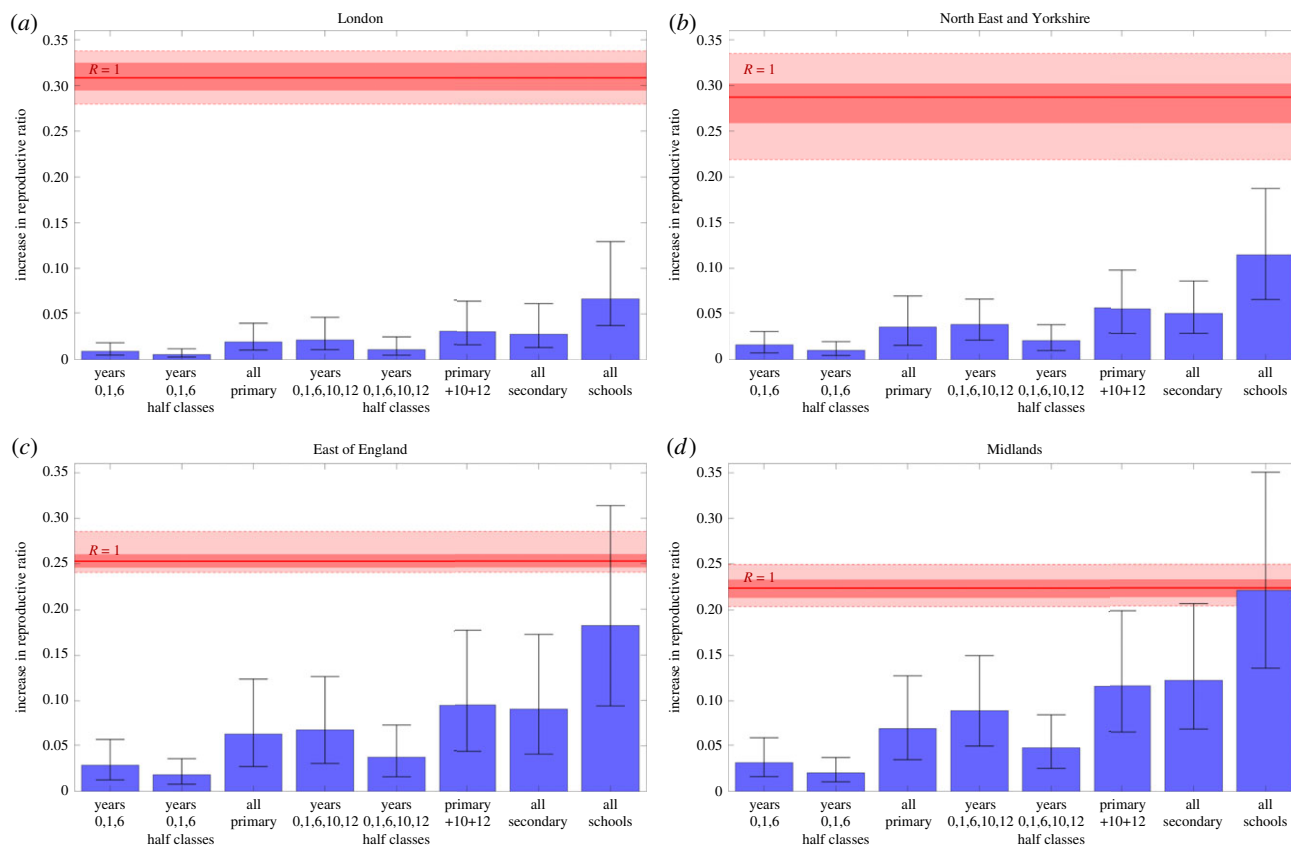 (a)
London
increase in reproductive ratio
0.35
0.30
0.25
0.20
0.15
0.10
0.05
0
R = 1
years
0,1,6
years
0,1,6
half classes
all
primary
years
0,1,6,10,12
years
0,1,6,10,12
half classes
primary
+10+12
all
secondary
all
schools
(b)
North East and Yorkshire
increase in reproductive ratio
0.35
0.30
0.25
0.20
0.15
0.10
0.05
0
R = 1
years
0,1,6
years
0,1,6
half classes
all
primary
years
0,1,6,10,12
years
0,1,6,10,12
half classes
primary
+10+12
all
secondary
all
schools
(c)
East of England
increase in reproductive ratio
0.35
0.30
0.25
0.20
0.15
0.10
0.05
0
R = 1
years
0,1,6
years
0,1,6
half classes
all
primary
years
0,1,6,10,12
years
0,1,6,10,12
half classes
primary
+10+12
all
secondary
all
schools
(d)
Midlands
increase in reproductive ratio
0.35
0.30
0.25
0.20
0.15
0.10
0.05
0
R = 1
years
0,1,6
years
0,1,6
half classes
all
primary
years
0,1,6,10,12
years
0,1,6,10,12
half classes
primary
+10+12
all
secondary
all
schools